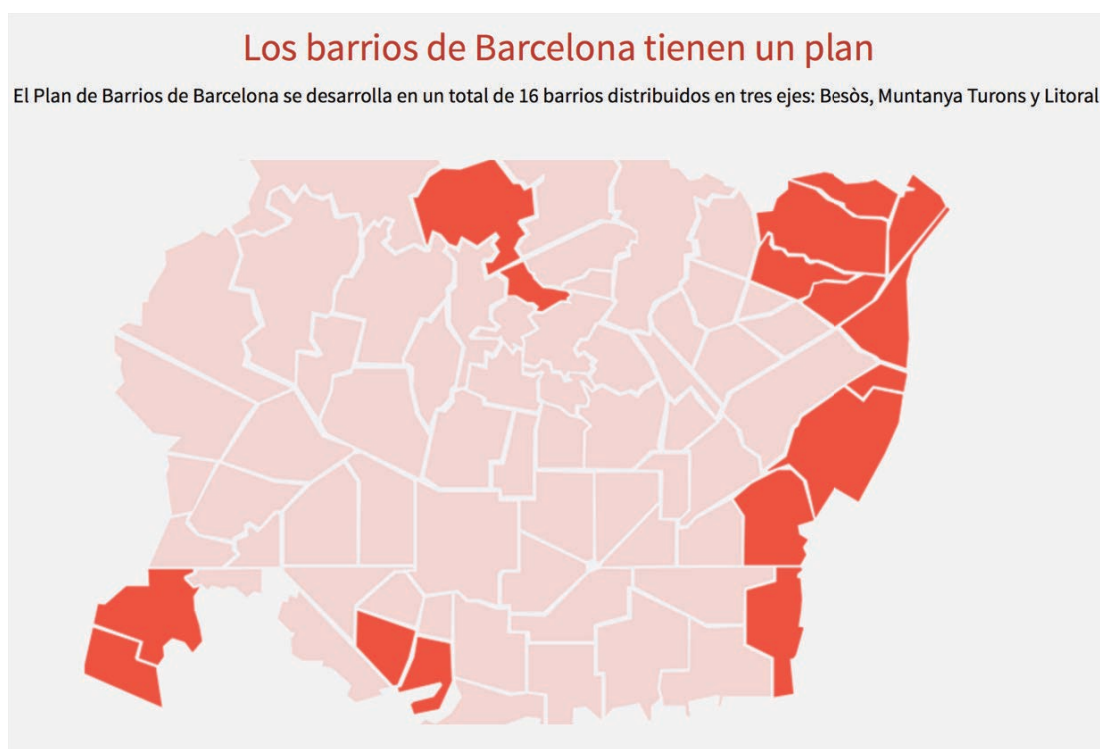 Los barrios de Barcelona tienen un plan
El Plan de Barrios de Barcelona se desarrolla en un total de 16 barrios distribuidos en tres ejes: Besòs, Muntanya Turons y Litoral